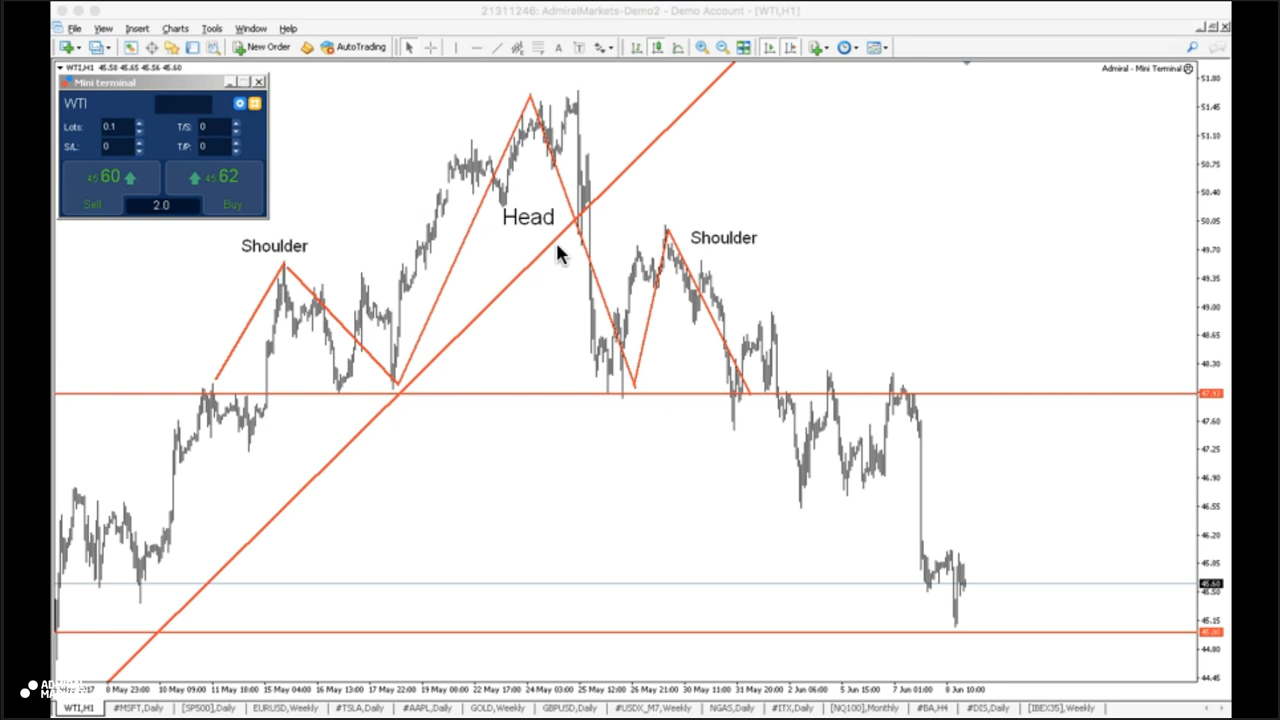 21311246: AdmiralMarkets-Demo2 - Demo Account - [WTI,H1]
File View Insert Charts Tools Window Help
New Order AutoTrading
WTI,H1 45.58 45.65 45.56 45.60
Admiral - Mini Terminal
Mini terminal
WTI
Lots: 0.1 T/S: 0
S/L: 0 T/P: 0
45 60 45 62
Sell 2.0 Buy
Shoulder
Head
Shoulder
51.80
51.45
51.10
50.75
50.40
50.05
49.70
49.35
49.00
48.65
48.30
47.60
47.25
46.90
46.55
46.20
45.85
45.60
45.50
45.15
45.00
44.80
44.45
8 May 23:00 10 May 09:00 11 May 18:00 15 May 04:00 16 May 13:00 17 May 22:00 19 May 08:00 22 May 17:00 24 May 03:00 25 May 12:00 26 May 21:00 30 May 11:00 31 May 20:00 2 Jun 06:00 5 Jun 15:00 7 Jun 01:00 8 Jun 10:00
WTI,H1 #MSFT,Daily [SP500],Daily EURUSD,Weekly #TSLA,Daily #AAPL,Daily GOLD,Weekly GBPUSD,Daily #USDX_M7,Weekly NGAS,Daily #ITX,Daily [NQ100],Monthly #BA,H4 #DIS,Daily [IBEX35],Weekly